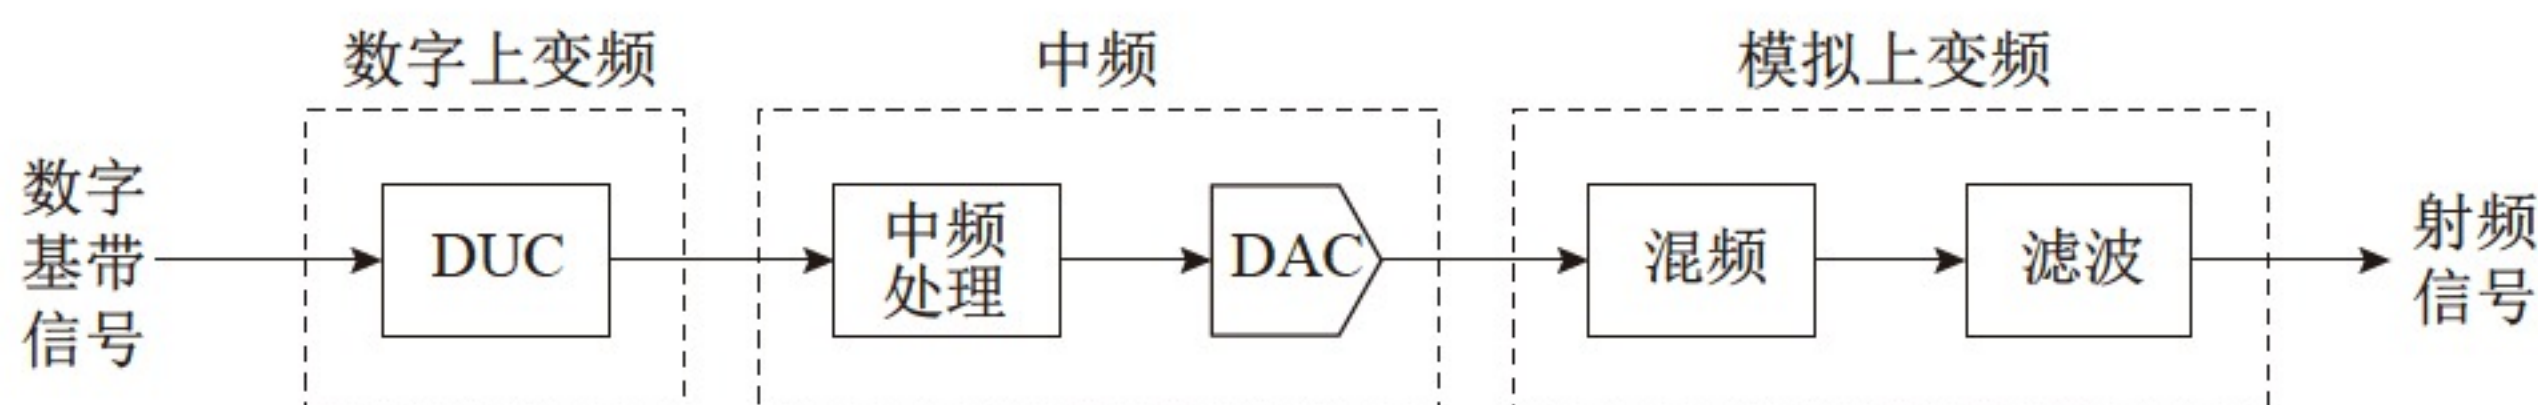 数字上变频
中频
模拟上变频
数字
基带
信号
DUC
中频
处理
DAC
混频
滤波
射频
信号